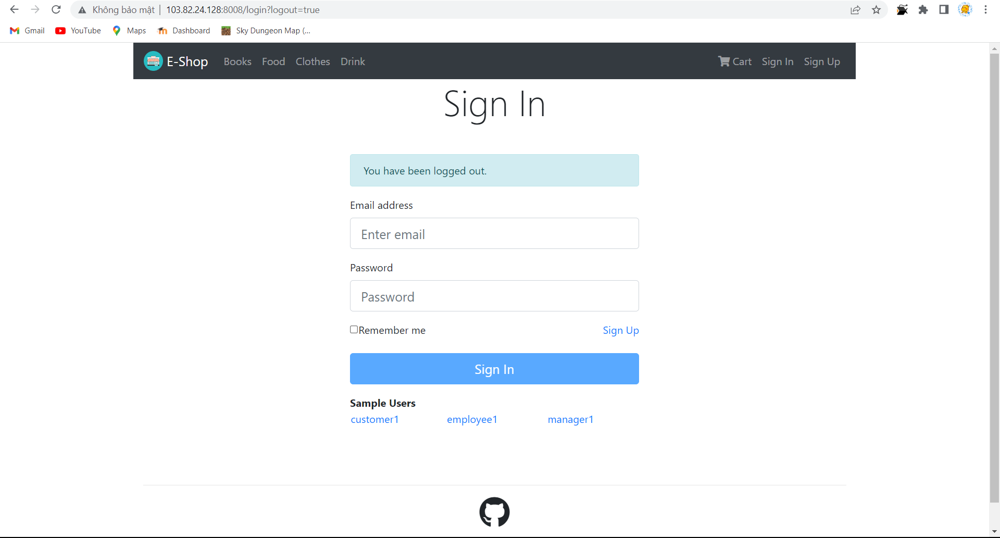 Không bảo mật | 103.82.24.128:8008/login?logout=true
Gmail YouTube Maps Dashboard Sky Dungeon Map (...
E-Shop Books Food Clothes Drink Cart Sign In Sign Up
Sign In
You have been logged out.
Email address
Enter email
Password
Password
Remember me Sign Up
Sign In
Sample Users
customer1 employee1 manager1